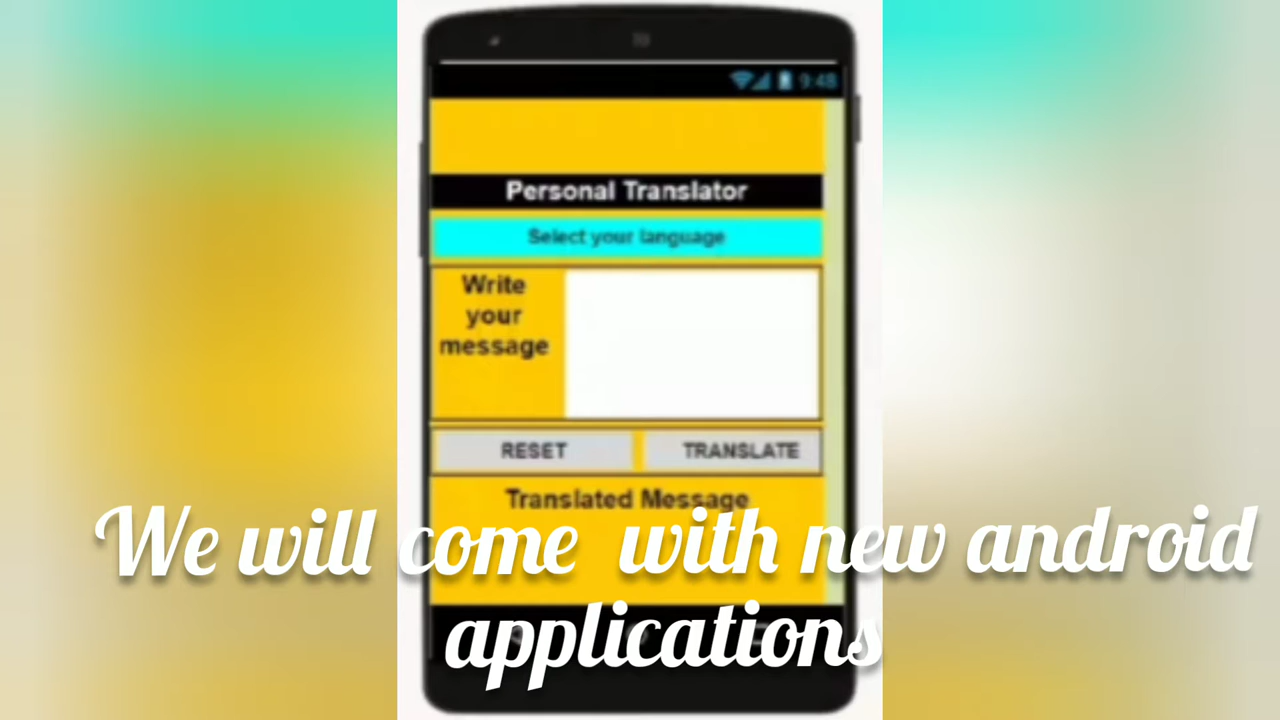 9:48
Personal Translator
Select your language
Write
your
message
RESET
TRANSLATE
Translated Message
We will come with new android
applications